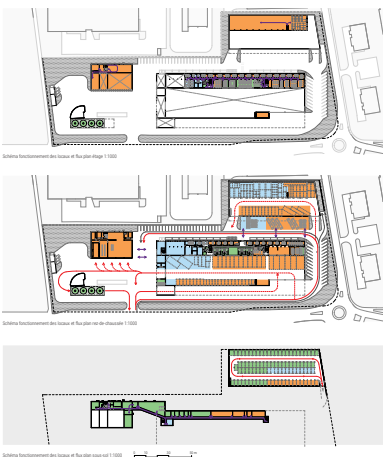 Schéma fonctionnement des locaux et flux plan étage 1:1000
Schéma fonctionnement des locaux et flux plan rez-de-chaussée 1:1000
Schéma fonctionnement des locaux et flux plan sous-sol 1:1000